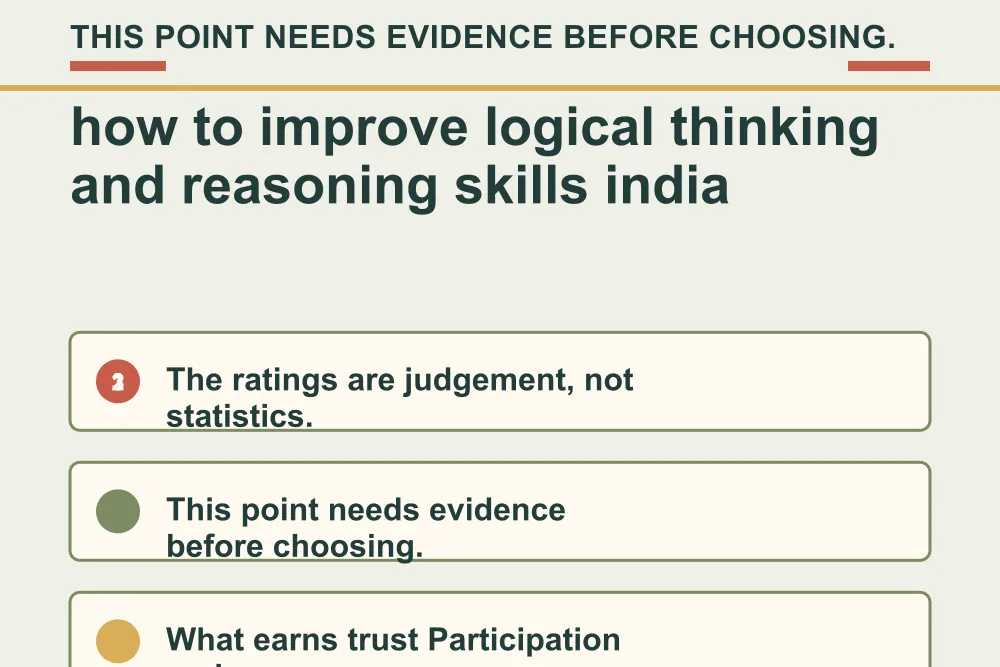 THIS POINT NEEDS EVIDENCE BEFORE CHOOSING.
how to improve logical thinking
and reasoning skills india
The ratings are judgement, not
statistics.
This point needs evidence
before choosing.
What earns trust Participation